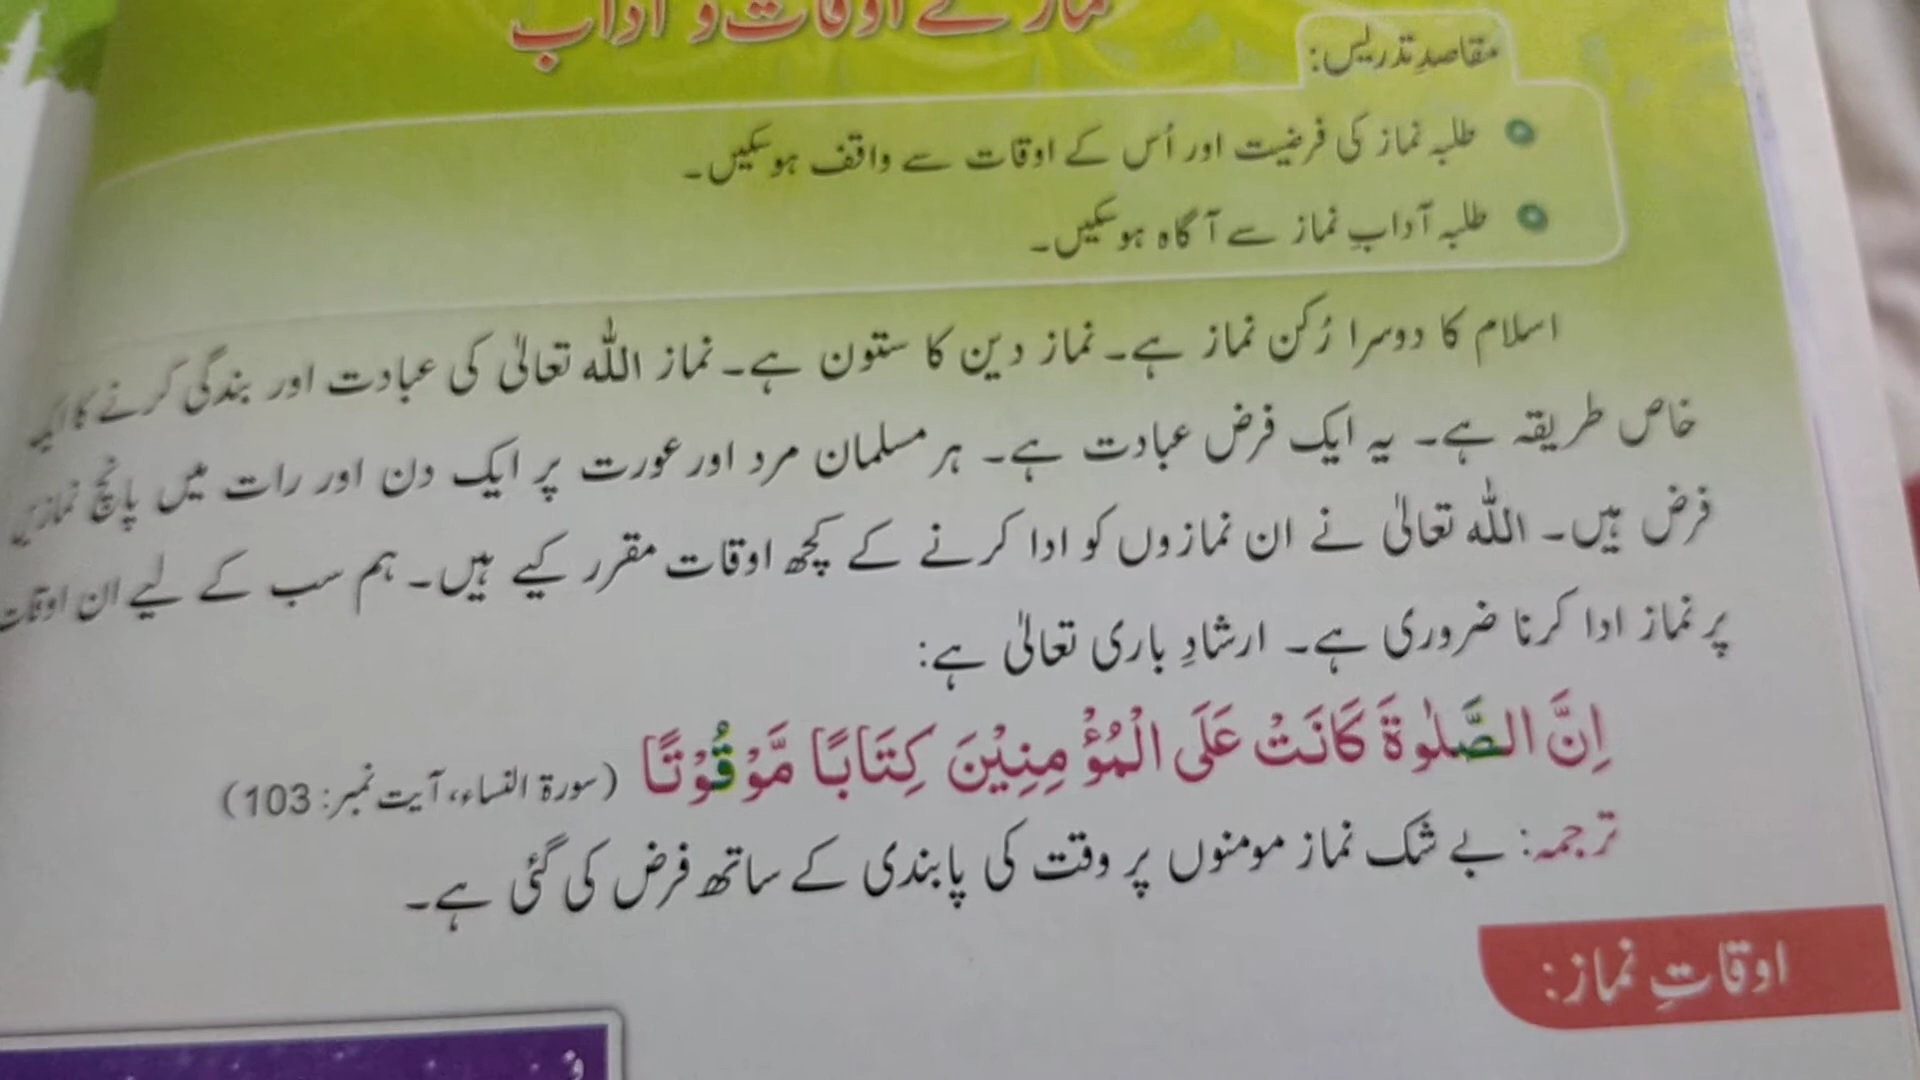 نماز کے اوقات و آداب
مقاصدِ تدریس:
طلبہ نماز کی فرضیت اور اُس کے اوقات سے واقف ہو سکیں۔
طلبہ آدابِ نماز سے آگاہ ہو سکیں۔
اسلام کا دوسرا رُکن نماز ہے۔ نماز دین کا ستون ہے۔ نماز اللہ تعالیٰ کی عبادت اور بندگی کرنے کا ایک
خاص طریقہ ہے۔ یہ ایک فرض عبادت ہے۔ ہر مسلمان مرد اور عورت پر ایک دن اور رات میں پانچ نمازیں
فرض ہیں۔ اللہ تعالیٰ نے ان نمازوں کو ادا کرنے کے کچھ اوقات مقرر کیے ہیں۔ ہم سب کے لیے ان اوقات
پر نماز ادا کرنا ضروری ہے۔ ارشادِ باری تعالیٰ ہے:
اِنَّ الصَّلٰوةَ كَانَتْ عَلَى الْمُؤْمِنِيْنَ كِتَابًا مَّوْقُوْتًا (سورۃ النساء، آیت نمبر: 103)
ترجمہ: بے شک نماز مومنوں پر وقت کی پابندی کے ساتھ فرض کی گئی ہے۔
اوقاتِ نماز: